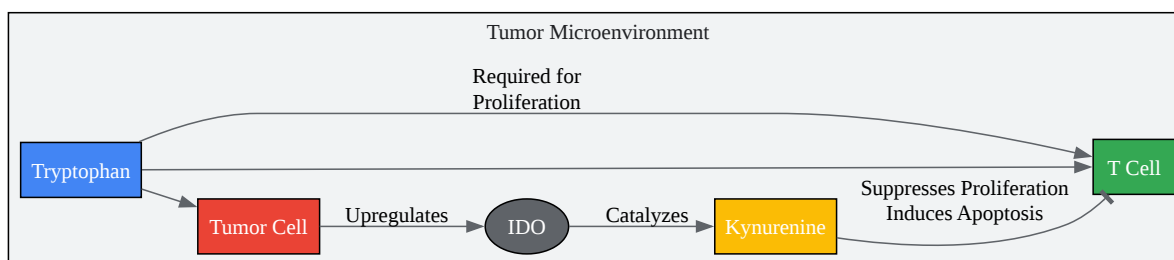 Tumor Microenvironment
Required for
Proliferation
Tryptophan
T Cell
Suppresses Proliferation
Induces Apoptosis
Tumor Cell
Upregulates
IDO
Catalyzes
Kynurenine